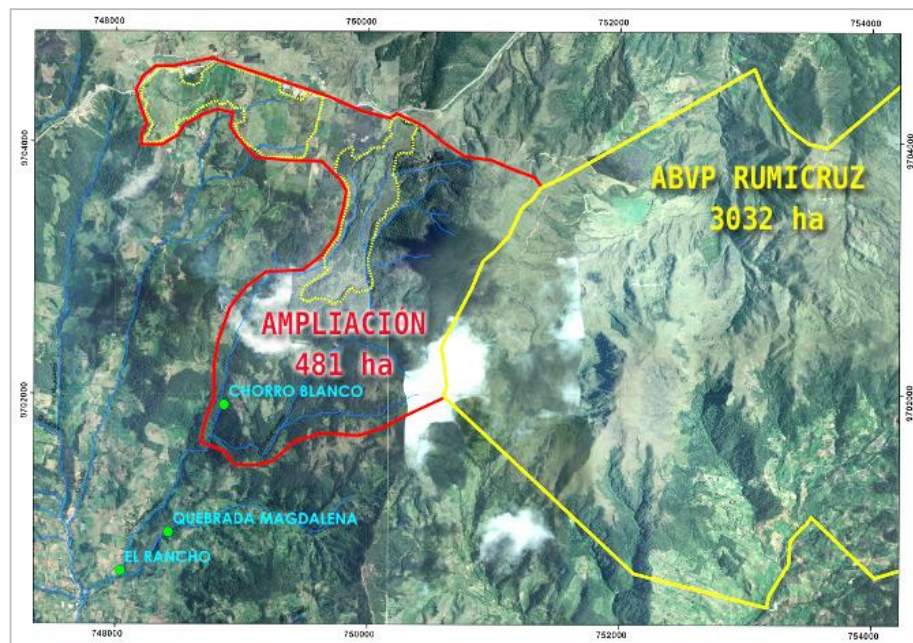 748000 750000 752000 754000
9704000
9704000
ABVP RUMICRUZ
3032 ha
AMPLIACIÓN
481 ha
CHORRO BLANCO
9702000
9702000
QUEBRADA MAGDALENA
EL RANCHO
748000 750000 752000 754000